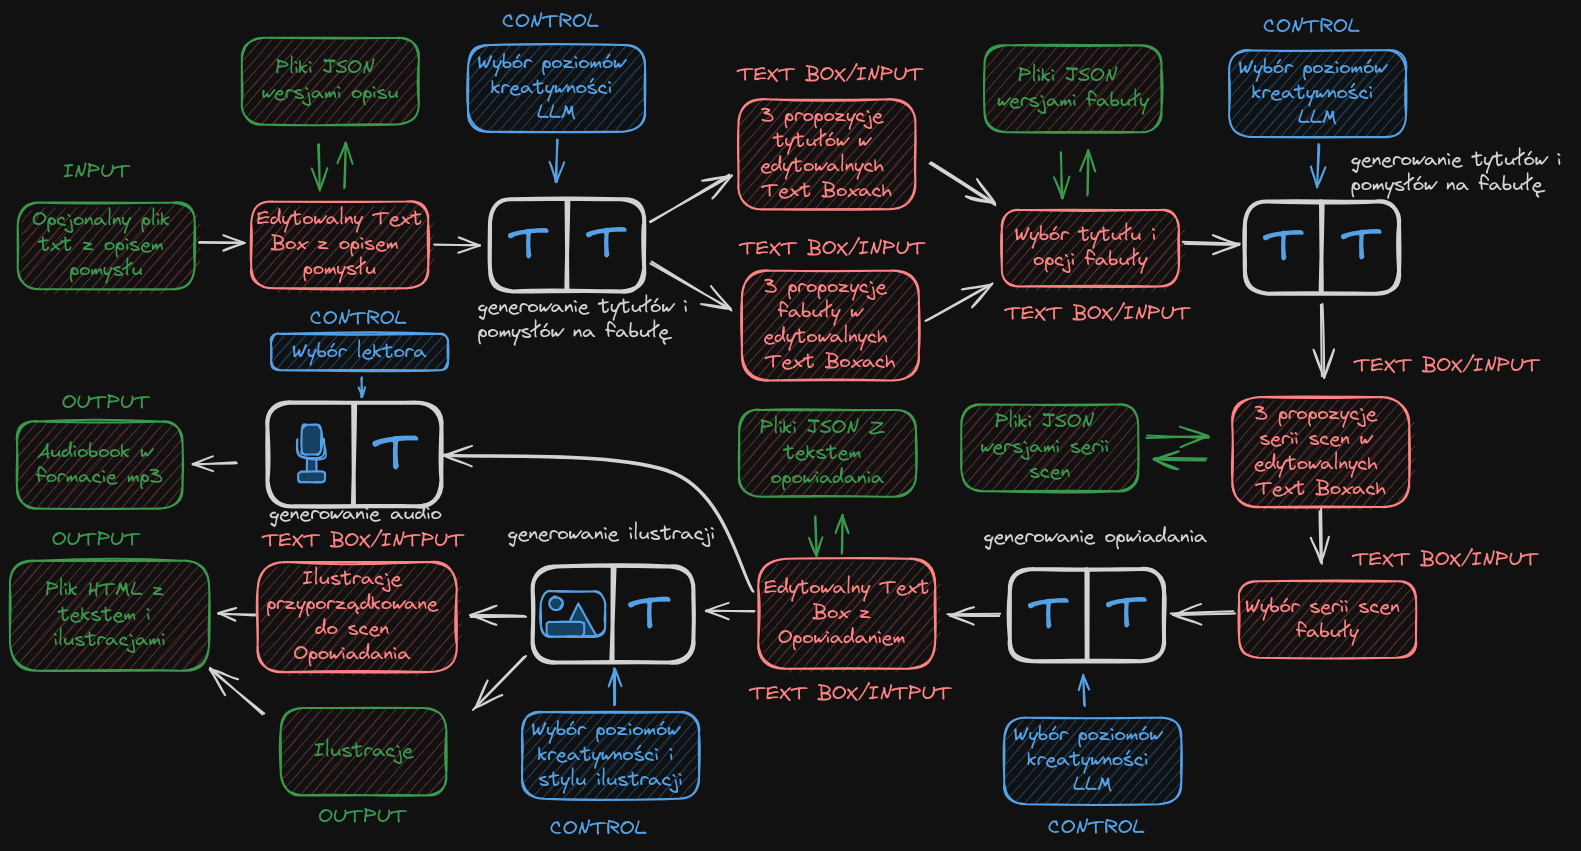 INPUT
Opcjonalny plik
txt z opisem
pomysłu
Pliki JSON
wersjami opisu
Edytowalny Text
Box z opisem
pomysłu
CONTROL
Wybór poziomów
kreatywności
LLM
T T
generowanie tytułów i
pomysłów na fabułę
TEXT BOX/INPUT
3 propozycje
tytułów w
edytowalnych
Text Boxach
TEXT BOX/INPUT
3 propozycje
fabuły w
edytowalnych
Text Boxach
Pliki JSON
wersjami fabuły
Wybór tytułu i
opcji fabuły
TEXT BOX/INPUT
CONTROL
Wybór poziomów
kreatywności
LLM
generowanie tytułów i
pomysłów na fabułę
T T
TEXT BOX/INPUT
3 propozycje
serii scen w
edytowalnych
Text Boxach
Pliki JSON
wersjami serii
scen
TEXT BOX/INPUT
Wybór serii scen
fabuły
generowanie opwiadania
T T
Wybór poziomów
kreatywności
LLM
CONTROL
Pliki JSON Z
tekstem
opowiadania
Edytowalny Text
Box z
Opowiadaniem
TEXT BOX/INTPUT
generowanie ilustracji
T
Wybór poziomów
kreatywności i
stylu ilustracji
CONTROL
CONTROL
Wybór lektora
T
generowanie audio
OUTPUT
Audiobook w
formacie mp3
TEXT BOX/INTPUT
Ilustracje
przyporządkowane
do scen
Opowiadania
OUTPUT
Plik HTML z
tekstem i
ilustracjami
Ilustracje
OUTPUT